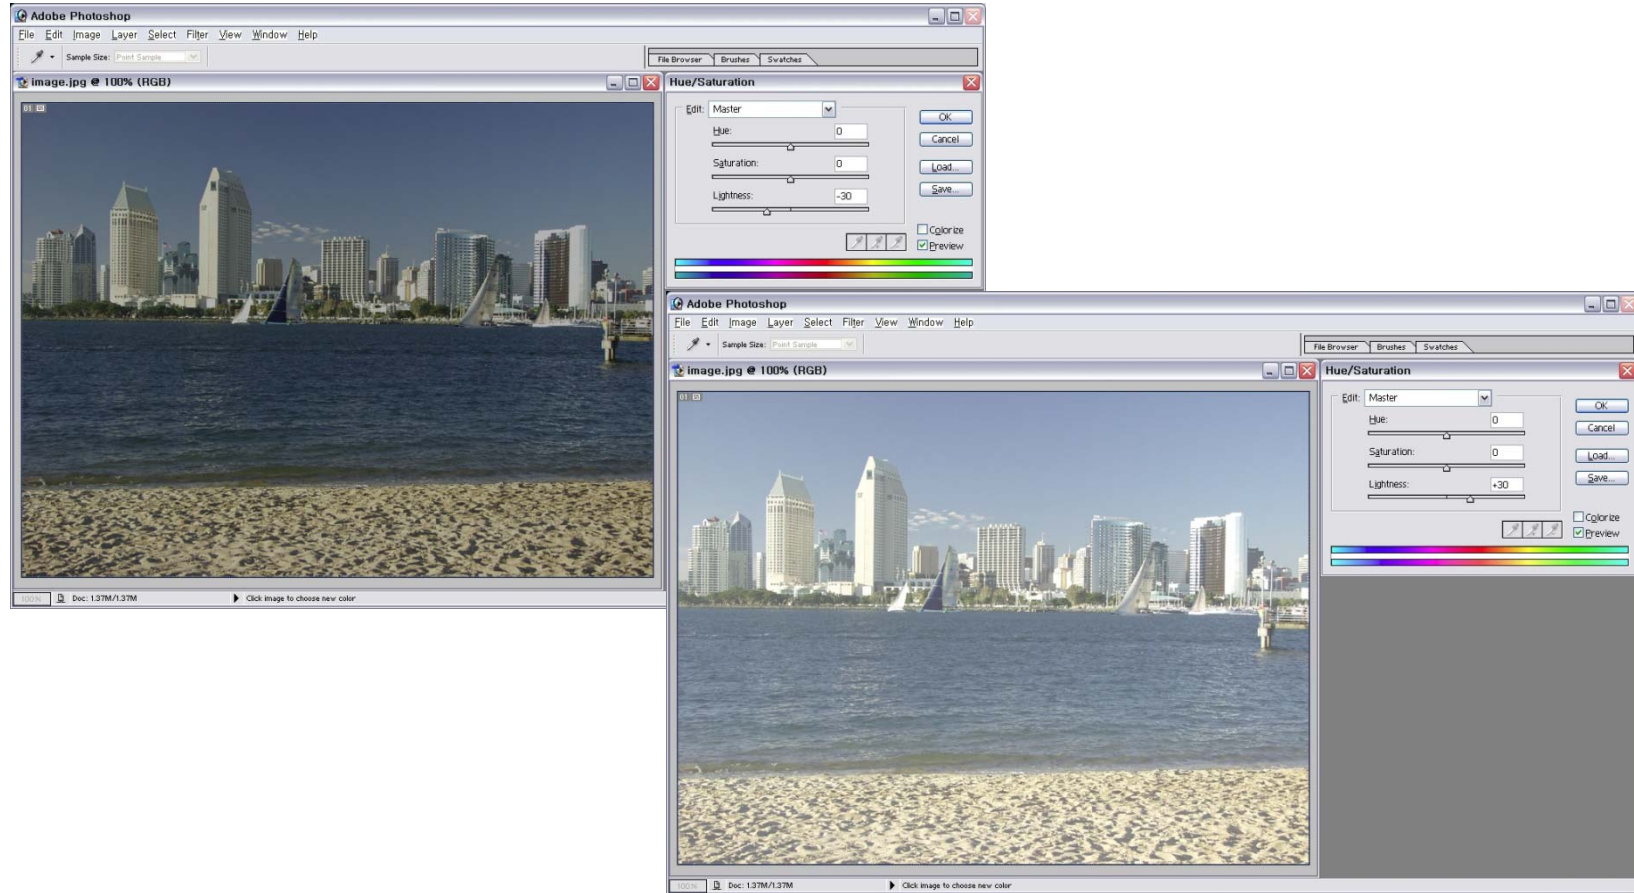 Adobe Photoshop
File Edit Image Layer Select Filter View Window Help
Sample Size: Point Sample
File Browser Brushes Swatches
image.jpg @ 100% (RGB)
01
Hue/Saturation
Edit: Master
Hue: 0
Saturation: 0
Lightness: -30
OK
Cancel
Load...
Save...
Colorize
Preview
100%
Doc: 1.37M/1.37M
Click image to choose new color
Adobe Photoshop
File Edit Image Layer Select Filter View Window Help
Sample Size: Point Sample
File Browser Brushes Swatches
image.jpg @ 100% (RGB)
01
Hue/Saturation
Edit: Master
Hue: 0
Saturation: 0
Lightness: +30
OK
Cancel
Load...
Save...
Colorize
Preview
100%
Doc: 1.37M/1.37M
Click image to choose new color